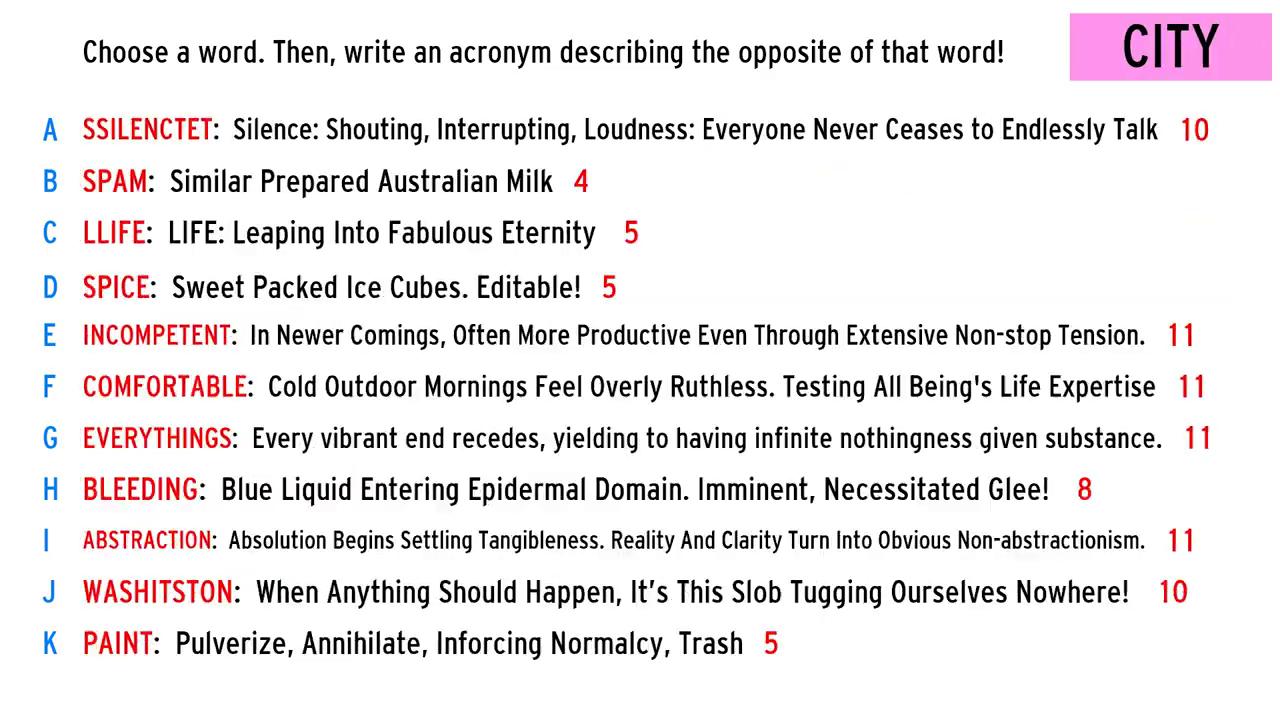 Choose a word. Then, write an acronym describing the opposite of that word!
CITY
A SSILENCTET: Silence: Shouting, Interrupting, Loudness: Everyone Never Ceases to Endlessly Talk 10
B SPAM: Similar Prepared Australian Milk 4
C LLIFE: LIFE: Leaping Into Fabulous Eternity 5
D SPICE: Sweet Packed Ice Cubes. Editable! 5
E INCOMPETENT: In Newer Comings, Often More Productive Even Through Extensive Non-stop Tension. 11
F COMFORTABLE: Cold Outdoor Mornings Feel Overly Ruthless. Testing All Being's Life Expertise 11
G EVERYTHINGS: Every vibrant end recedes, yielding to having infinite nothingness given substance. 11
H BLEEDING: Blue Liquid Entering Epidermal Domain. Imminent, Necessitated Glee! 8
I ABSTRACTION: Absolution Begins Settling Tangibleness. Reality And Clarity Turn Into Obvious Non-abstractionism. 11
J WASHITSTON: When Anything Should Happen, It’s This Slob Tugging Ourselves Nowhere! 10
K PAINT: Pulverize, Annihilate, Inforcing Normalcy, Trash 5